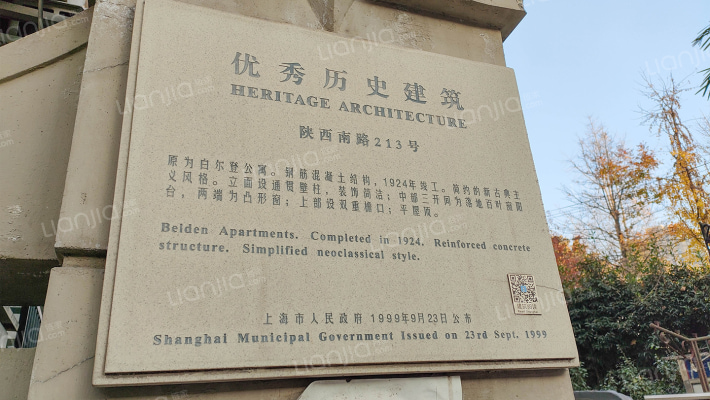 优秀历史建筑
HERITAGE ARCHITECTURE
陕西南路213号
原为白尔登公寓。钢筋混凝土结构，1924年竣工。简约的新古典主
义风格。立面设通贯壁柱，装饰简洁；中部三开间为落地百叶窗阳
台，两端为凸形窗；上部设双重檐口；平屋顶。
Belden Apartments. Completed in 1924. Reinforced concrete
structure. Simplified neoclassical style.
上海市人民政府 1999年9月23日公布
Shanghai Municipal Government Issued on 23rd Sept. 1999